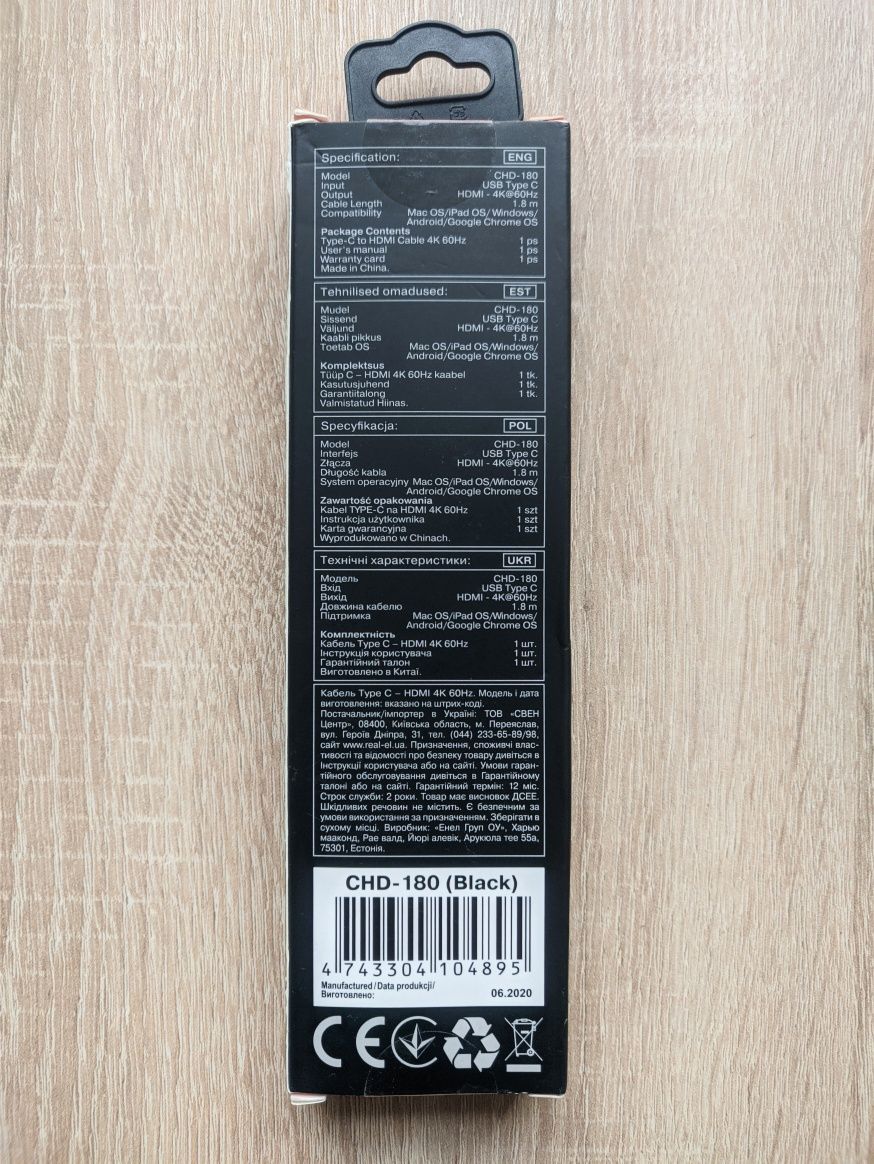 Specification: ENG
Model CHD-180
Input USB Type C
Output HDMI - 4K@60Hz
Cable Length 1.8 m
Compatibility Mac OS/iPad OS/Windows/
Android/Google Chrome OS
Package Contents
Type-C to HDMI Cable 4K 60Hz 1 ps
User's manual 1 ps
Warranty card 1 ps
Made in China.
Tehnilised omadused: EST
Mudel CHD-180
Sissend USB Type C
Väljund HDMI - 4K@60Hz
Kaabli pikkus 1.8 m
Toetab OS Mac OS/iPad OS/Windows/
Android/Google Chrome OS
Komplektsus
Tüüp C – HDMI 4K 60Hz kaabel 1 tk.
Kasutusjuhend 1 tk.
Garantiitalong 1 tk.
Valmistatud Hiinas.
Specyfikacja: POL
Model CHD-180
Interfejs USB Type C
Złącza HDMI - 4K@60Hz
Długość kabla 1.8 m
System operacyjny Mac OS/iPad OS/Windows/
Android/Google Chrome OS
Zawartość opakowania
Kabel TYPE-C na HDMI 4K 60Hz 1 szt
Instrukcja użytkownika 1 szt
Karta gwarancyjna 1 szt
Wyprodukowano w Chinach.
Технічні характеристики: UKR
Модель CHD-180
Вхід USB Type C
Вихід HDMI - 4K@60Hz
Довжина кабелю 1.8 m
Підтримка Mac OS/iPad OS/Windows/
Android/Google Chrome OS
Комплектність
Кабель Type C – HDMI 4K 60Hz 1 шт.
Інструкція користувача 1 шт.
Гарантійний талон 1 шт.
Виготовлено в Китаї.
Кабель Type C – HDMI 4K 60Hz. Модель і дата
виготовлення: вказано на штрих-коді.
Постачальник/імпортер в Україні: ТОВ «СВЕН
Центр», 08400, Київська область, м. Переяслав,
вул. Героїв Дніпра, 31, тел. (044) 233-65-89/98,
сайт www.real-el.ua. Призначення, споживчі влас-
тивості та відомості про безпеку товару дивіться в
Інструкції користувача або на сайті. Умови гаран-
тійного обслуговування дивіться в Гарантійному
талоні або на сайті. Гарантійний термін: 12 міс.
Строк служби: 2 роки. Товар має висновок ДСЕЕ.
Шкідливих речовин не містить. Є безпечним за
умови використання за призначенням. Зберігати в
сухому місці. Виробник: «Енел Груп ОУ», Харью
мааконд, Рае валд, Йюрі алевік, Арукюла тее 55а,
75301, Естонія.
CHD-180 (Black)
4 743304 104895
Manufactured/Data produkcji/
Виготовлено: 06.2020
CE